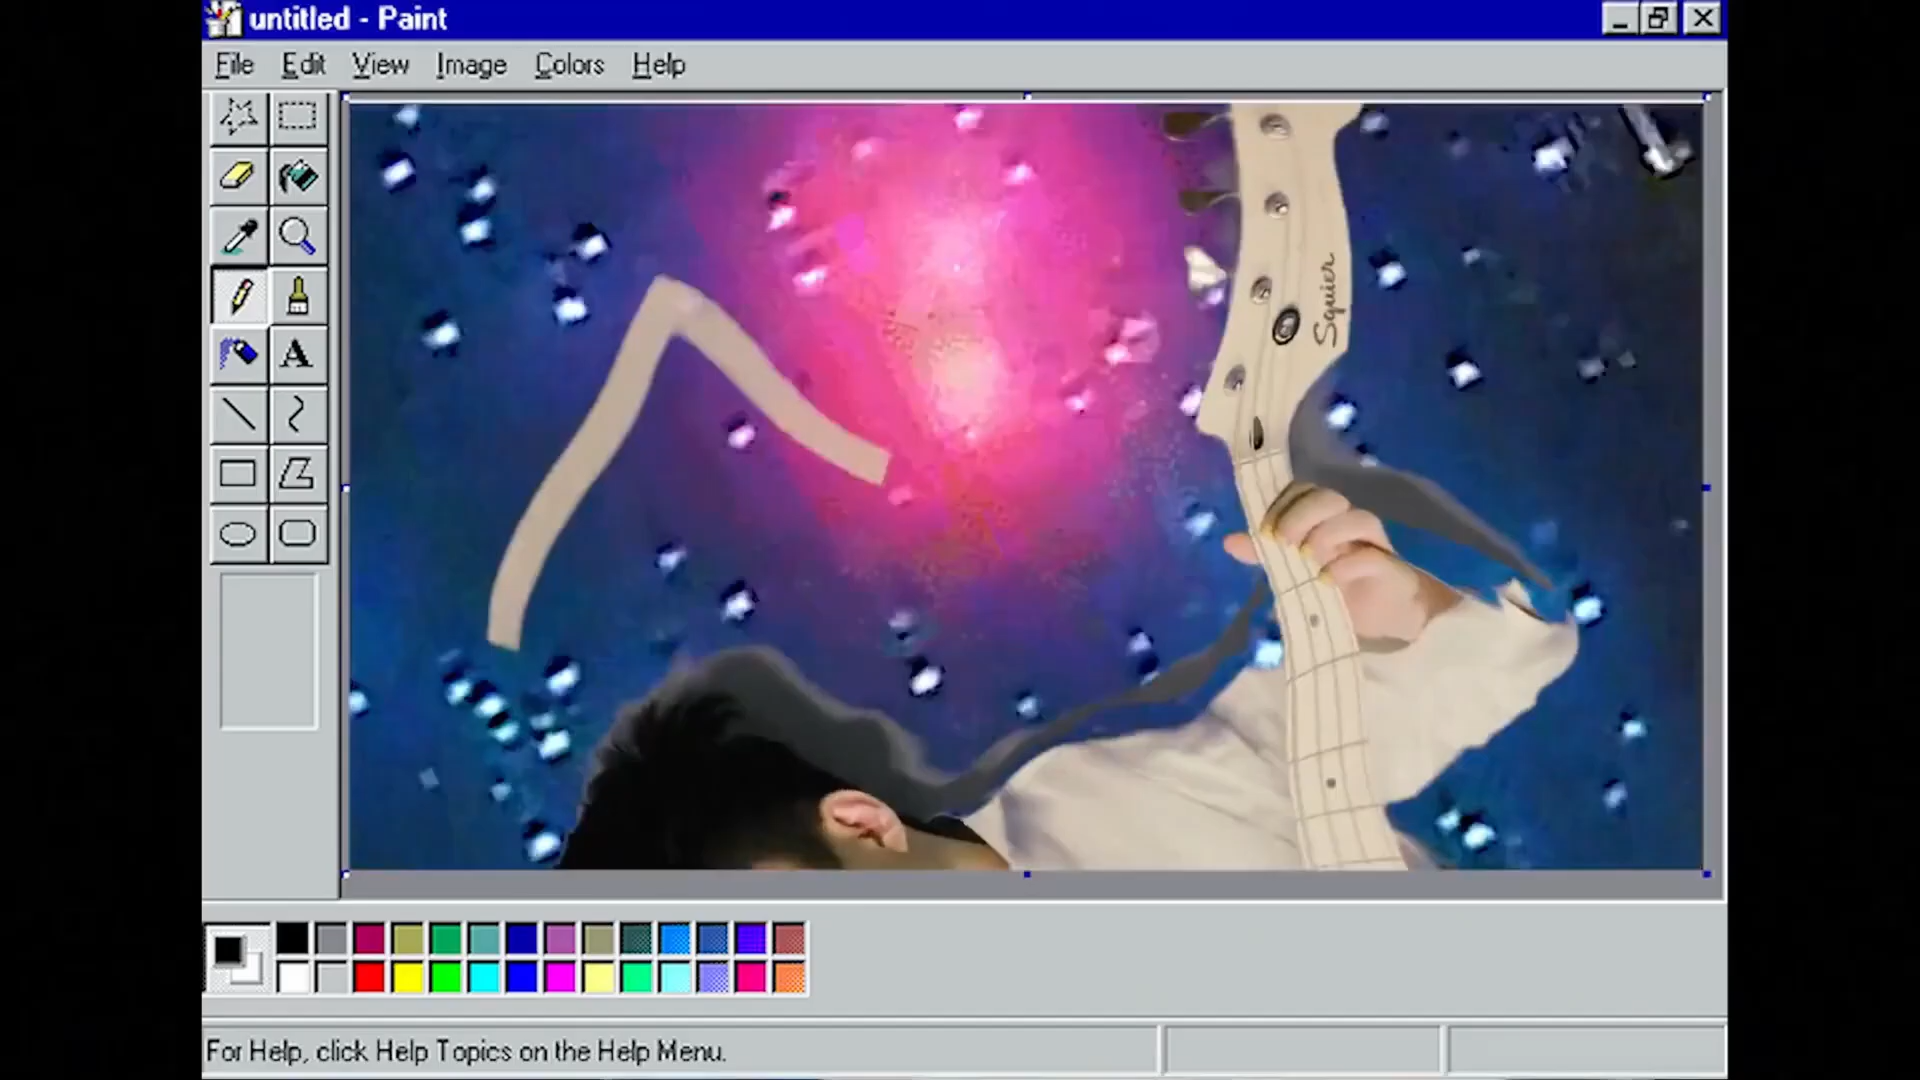 untitled - Paint
File Edit View Image Colors Help
A
Squier
For Help, click Help Topics on the Help Menu.